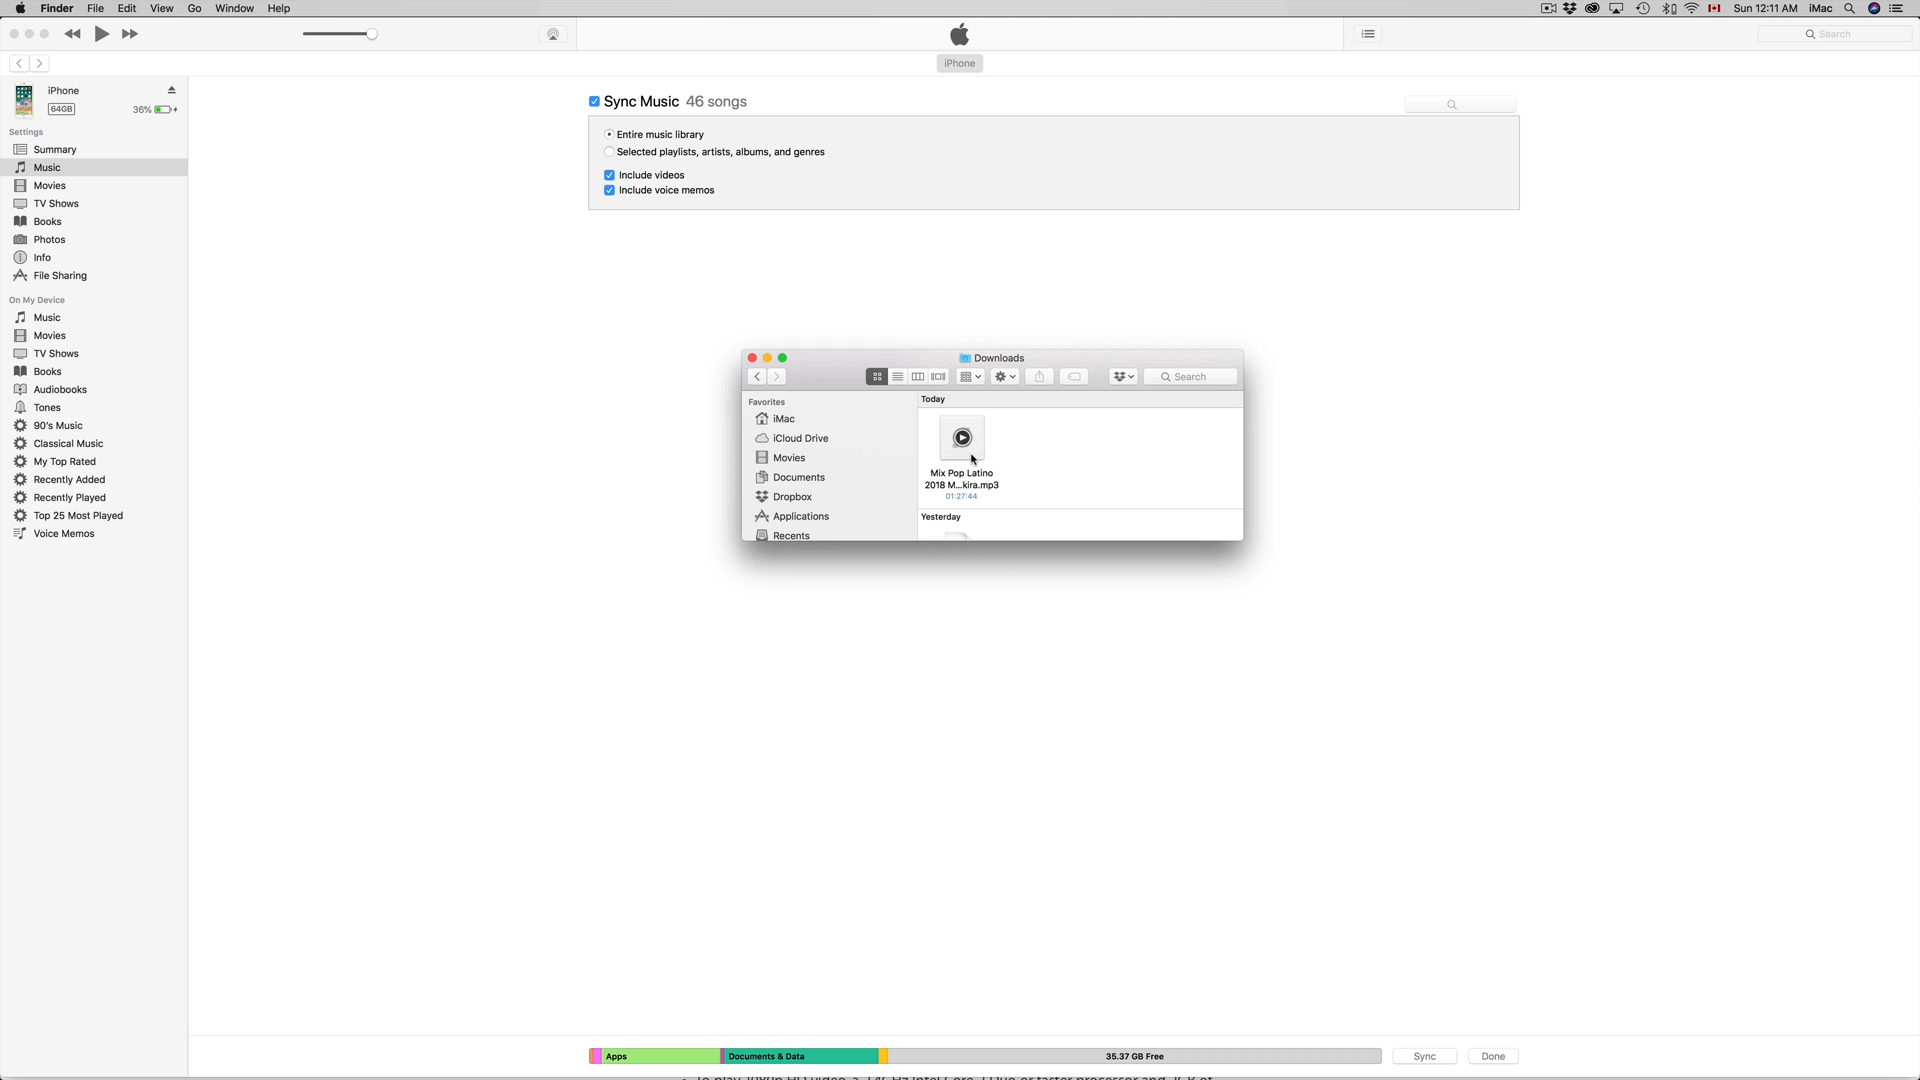 Finder File Edit View Go Window Help
Sun 12:11 AM iMac
Search
iPhone
iPhone
64GB 36%
Settings
Summary
Music
Movies
TV Shows
Books
Photos
Info
File Sharing
On My Device
Music
Movies
TV Shows
Books
Audiobooks
Tones
90's Music
Classical Music
My Top Rated
Recently Added
Recently Played
Top 25 Most Played
Voice Memos
Sync Music 46 songs
Entire music library
Selected playlists, artists, albums, and genres
Include videos
Include voice memos
Downloads
Search
Favorites
iMac
iCloud Drive
Movies
Documents
Dropbox
Applications
Recents
Today
Mix Pop Latino
2018 M...kira.mp3
01:27:44
Yesterday
Apps Documents & Data 35.37 GB Free
Sync Done